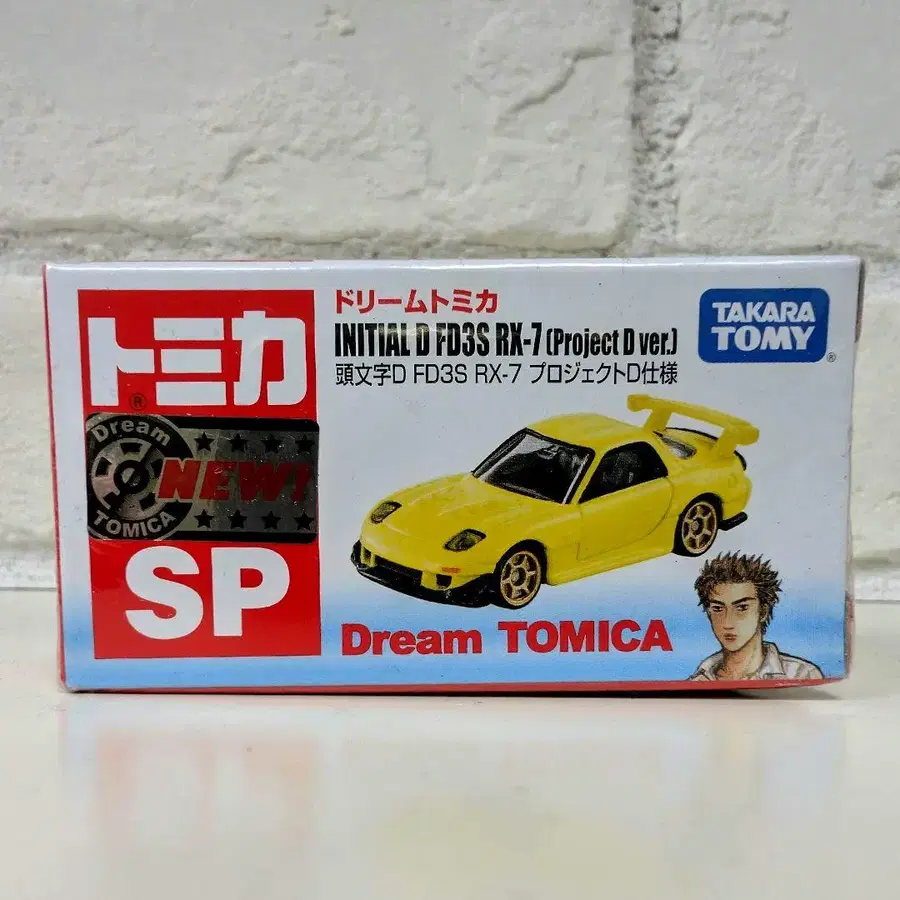 トミカ
®
Dream
NEW!
TOMICA
SP
ドリームトミカ
INITIAL D FD3S RX-7 (Project D ver.)
頭文字D FD3S RX-7 プロジェクトD仕様
TAKARA
TOMY
®
Dream TOMICA